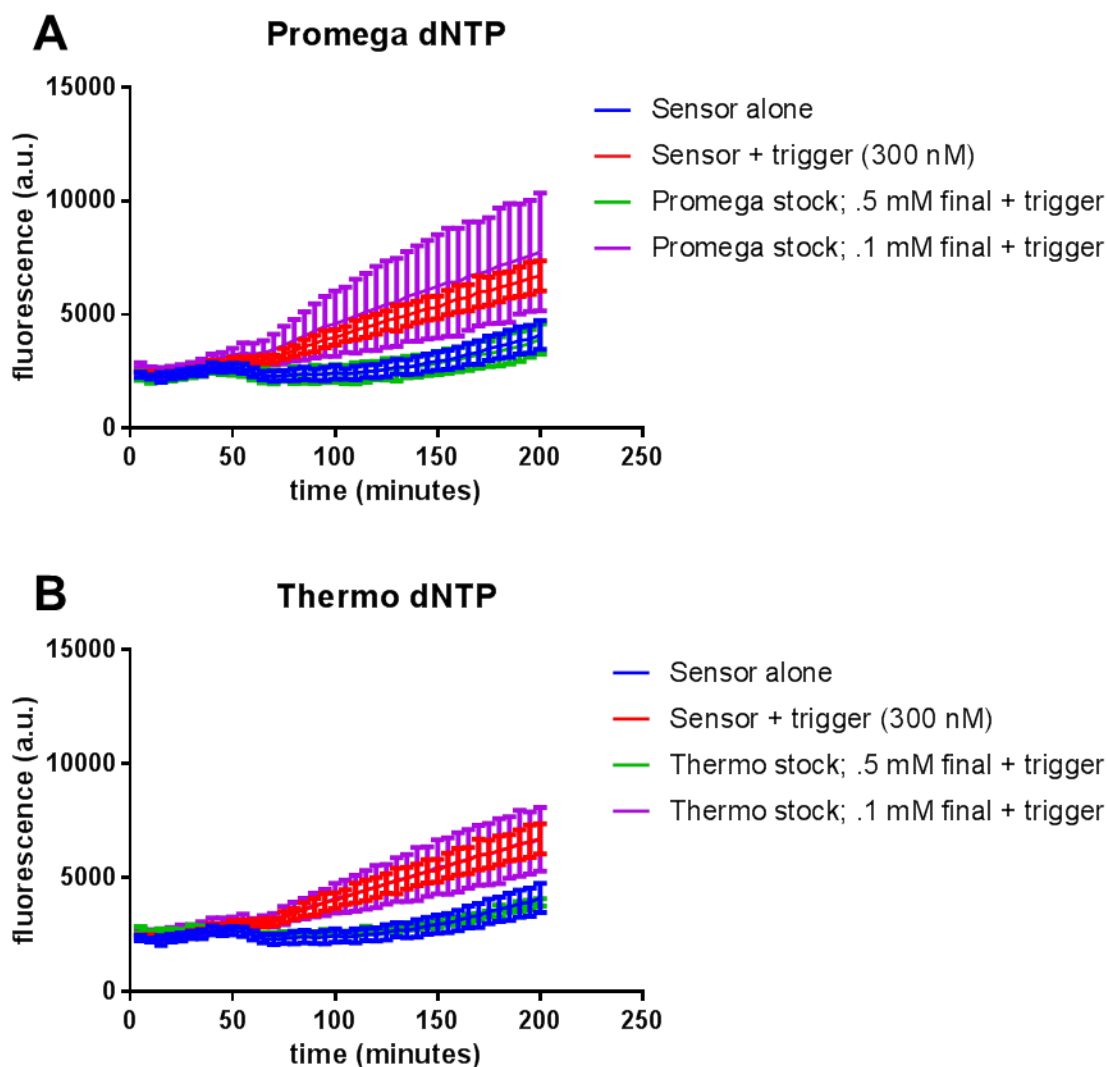 A
Promega dNTP
15000
10000
5000
0
fluorescence (a.u.)
0 50 100 150 200 250
time (minutes)
Sensor alone
Sensor + trigger (300 nM)
Promega stock; .5 mM final + trigger
Promega stock; .1 mM final + trigger
B
Thermo dNTP
15000
10000
5000
0
fluorescence (a.u.)
0 50 100 150 200 250
time (minutes)
Sensor alone
Sensor + trigger (300 nM)
Thermo stock; .5 mM final + trigger
Thermo stock; .1 mM final + trigger